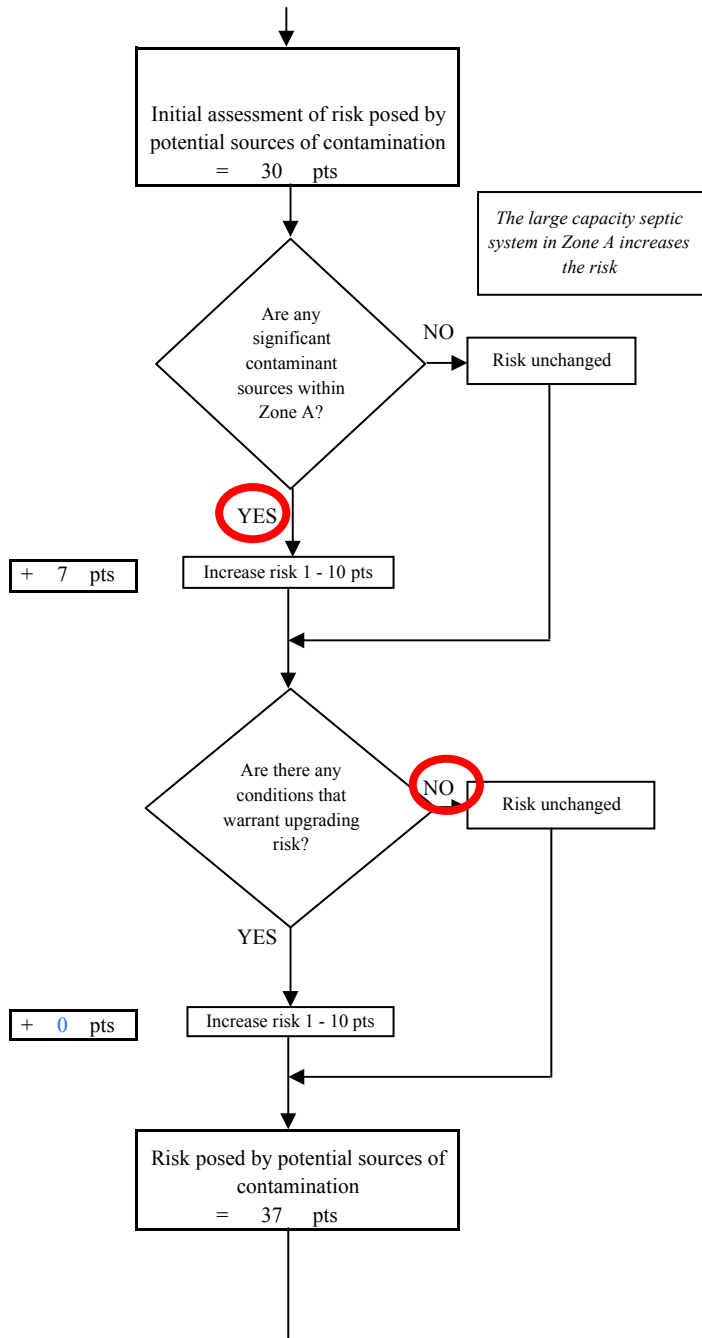 Initial assessment of risk posed by
potential sources of contamination
= 30 pts
The large capacity septic
system in Zone A increases
the risk
Are any
significant
contaminant
sources within
Zone A?
NO
Risk unchanged
YES
+ 7 pts
Increase risk 1 - 10 pts
Are there any
conditions that
warrant upgrading
risk?
NO
Risk unchanged
YES
+ 0 pts
Increase risk 1 - 10 pts
Risk posed by potential sources of
contamination
= 37 pts